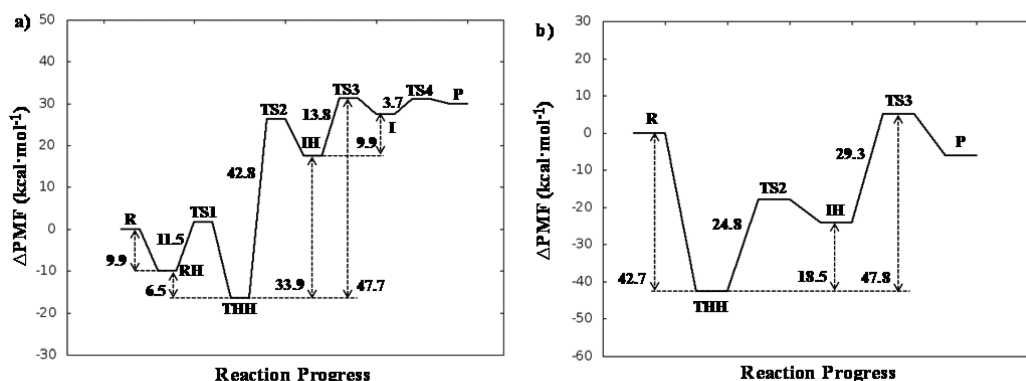 a)
50
40
30
20
10
0
-10
-20
-30
ΔPMF (kcal·mol⁻¹)
R
9.9
11.5
RH
6.5
TS1
THH
42.8
TS2
13.8
IH
33.9
TS3
47.7
3.7
9.9
I
TS4
P
Reaction Progress
b)
30
20
10
0
-10
-20
-30
-40
-50
-60
ΔPMF (kcal·mol⁻¹)
R
42.7
THH
24.8
TS2
IH
18.5
29.3
TS3
47.8
P
Reaction Progress